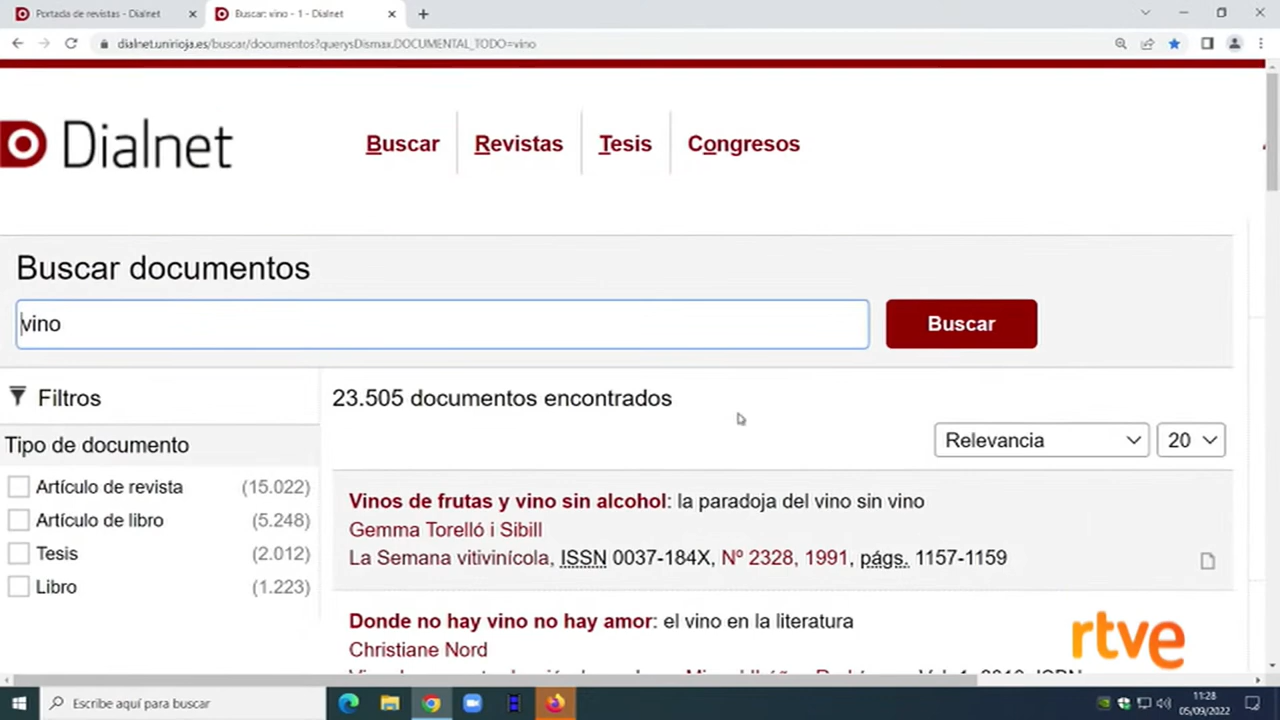 Portada de revistas - Dialnet
Buscar: vino - 1 - Dialnet
dialnet.unirioja.es/buscar/documentos?querysDismax.DOCUMENTAL_TODO=vino
Dialnet
Buscar
Revistas
Tesis
Congresos
Buscar documentos
vino
Buscar
Filtros
23.505 documentos encontrados
Tipo de documento
Relevancia
20
Artículo de revista (15.022)
Artículo de libro (5.248)
Tesis (2.012)
Libro (1.223)
Vinos de frutas y vino sin alcohol: la paradoja del vino sin vino
Gemma Torelló i Sibill
La Semana vitivinícola, ISSN 0037-184X, Nº 2328, 1991, págs. 1157-1159
Donde no hay vino no hay amor: el vino en la literatura
Christiane Nord
rtve
Escribe aquí para buscar
11:28
05/09/2022